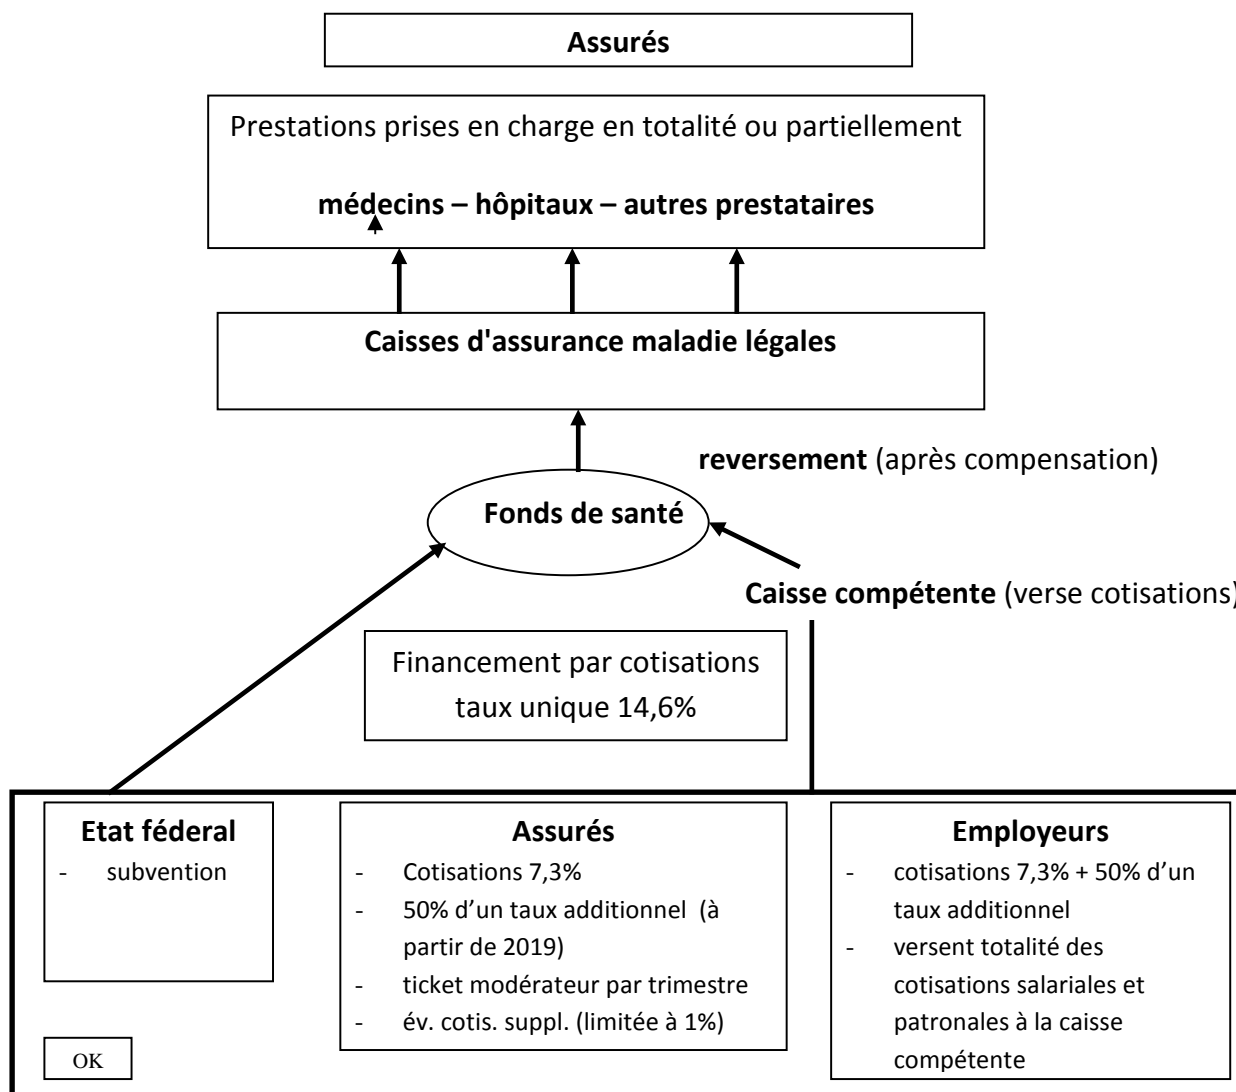 Assurés
Prestations prises en charge en totalité ou partiellement
médecins – hôpitaux – autres prestataires
Caisses d'assurance maladie légales
reversement (après compensation)
Fonds de santé
Caisse compétente (verse cotisations)
Financement par cotisations
taux unique 14,6%
Etat féderal
- subvention
OK
Assurés
- Cotisations 7,3%
- 50% d’un taux additionnel (à
partir de 2019)
- ticket modérateur par trimestre
- év. cotis. suppl. (limitée à 1%)
Employeurs
- cotisations 7,3% + 50% d’un
taux additionnel
- versent totalité des
cotisations salariales et
patronales à la caisse
compétente